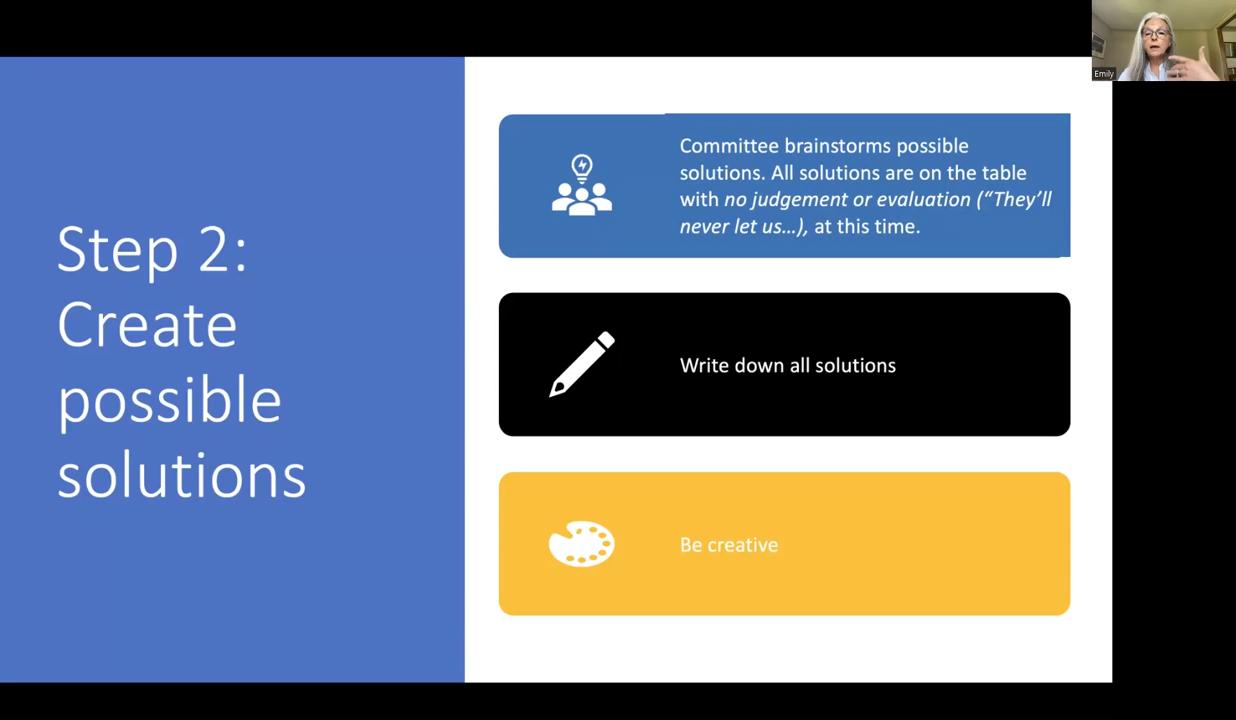 Step 2:
Create
possible
solutions
Committee brainstorms possible
solutions. All solutions are on the table
with no judgement or evaluation (“They’ll
never let us…), at this time.
Write down all solutions
Be creative
Emily